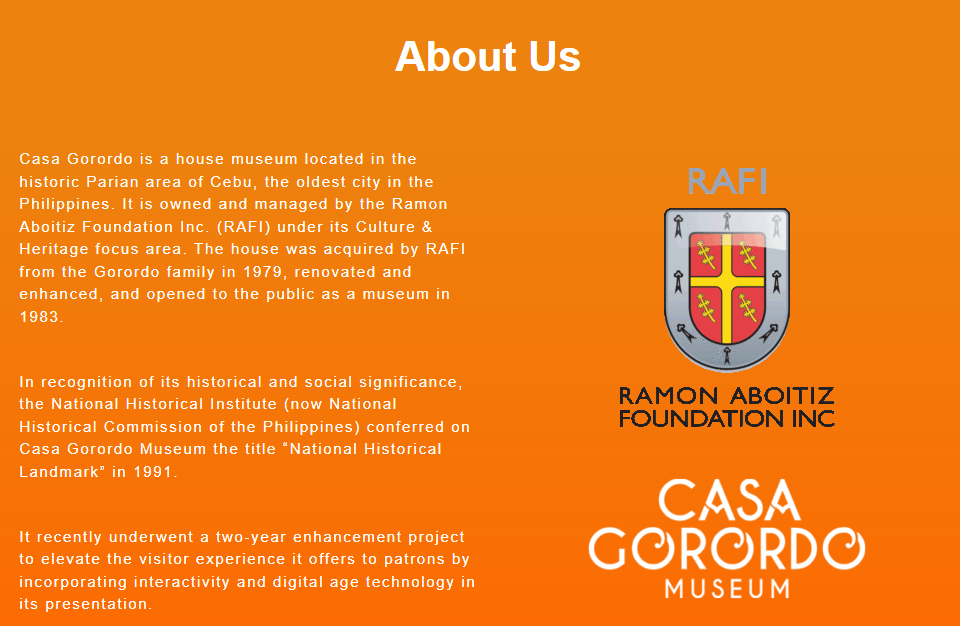 About Us
Casa Gorordo is a house museum located in the
historic Parian area of Cebu, the oldest city in the
Philippines. It is owned and managed by the Ramon
Aboitiz Foundation Inc. (RAFI) under its Culture &
Heritage focus area. The house was acquired by RAFI
from the Gorordo family in 1979, renovated and
enhanced, and opened to the public as a museum in
1983.
In recognition of its historical and social significance,
the National Historical Institute (now National
Historical Commission of the Philippines) conferred on
Casa Gorordo Museum the title “National Historical
Landmark” in 1991.
It recently underwent a two-year enhancement project
to elevate the visitor experience it offers to patrons by
incorporating interactivity and digital age technology in
its presentation.
RAFI
RAMON ABOITIZ
FOUNDATION INC
CASA
GORORDO
MUSEUM